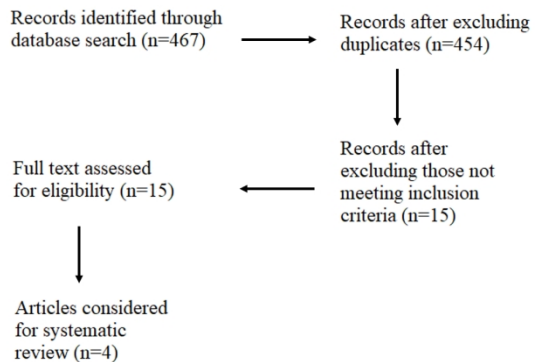 Records identified through
database search (n=467)
Records after excluding
duplicates (n=454)
Records after
excluding those not
meeting inclusion
criteria (n=15)
Full text assessed
for eligibility (n=15)
Articles considered
for systematic
review (n=4)